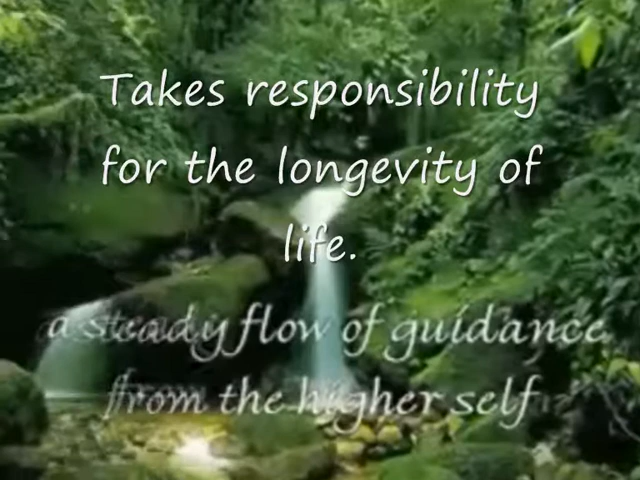 Takes responsibility
for the longevity of
life.
a steady flow of guidance
from the higher self